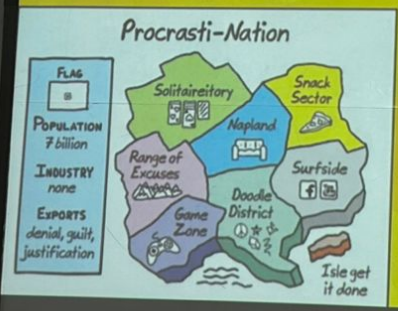 Procrasti-Nation
FLAG
POPULATION
7 billion
INDUSTRY
none
EXPORTS
denial, guilt,
justification
Solitaireitory
Snack
Sector
Napland
Range of
Excuses
Surfside
Doodle
District
Game
Zone
Isle get
it done